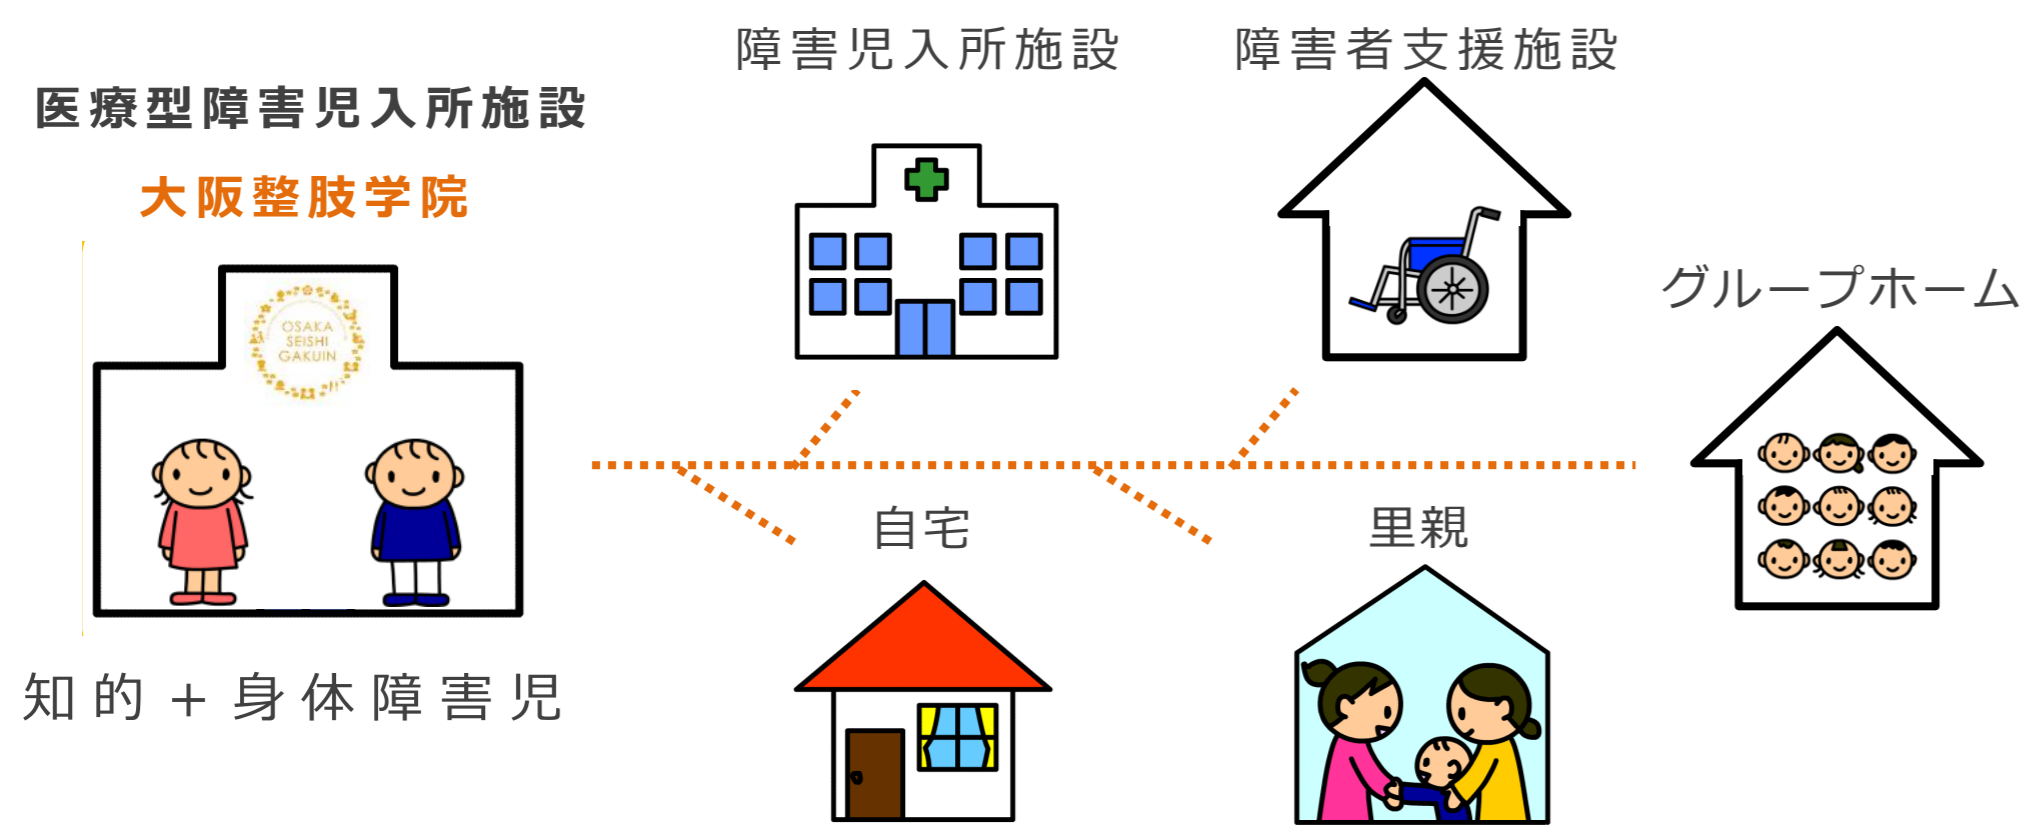 医療型障害児入所施設
大阪整肢学院
OSAKA
SEISHI
GAKUIN
知的+身体障害児
障害児入所施設
障害者支援施設
グループホーム
自宅
里親